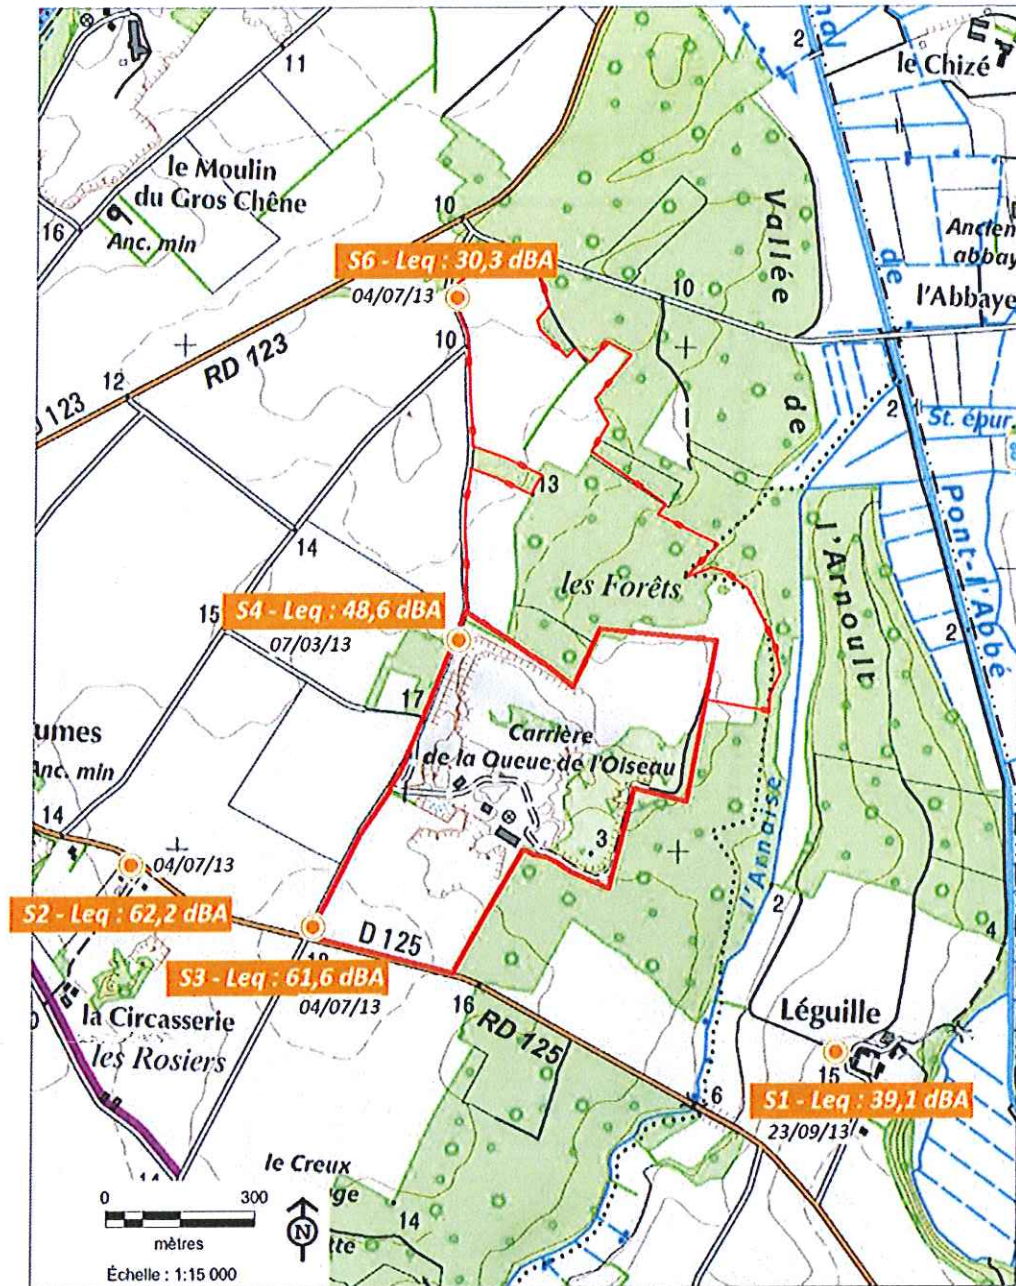 2
le Chizé
11
le Moulin
du Gros Chêne
16
Anc. min
10
Vallée
S6 - Leq : 30,3 dBA
04/07/13
10
de
l'Abbaye
10
RD 123
12
2
St. épur.
13
Pont-l'Abbé
14
l'Arnoult
les Forêts
de
S4 - Leq : 48,6 dBA
15
07/03/13
2
17
Carrière
de la Queue de l'Oiseau
umes
Anc. min
14
3
l'Arnaise
04/07/13
2
S2 - Leq : 62,2 dBA
D 125
4
S3 - Leq : 61,6 dBA
04/07/13
16
la Circasserie
Léguille
RD 125
les Rosiers
15
6
S1 - Leq : 39,1 dBA
23/09/13
le Creux
0 300
N
14
mètres
Échelle : 1:15 000